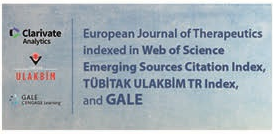 Clarivate
Analytics
ULAKBİM
GALE
CENGAGE Learning
European Journal of Therapeutics
indexed in Web of Science
Emerging Sources Citation Index,
TÜBİTAK ULAKBİM TR Index,
and GALE